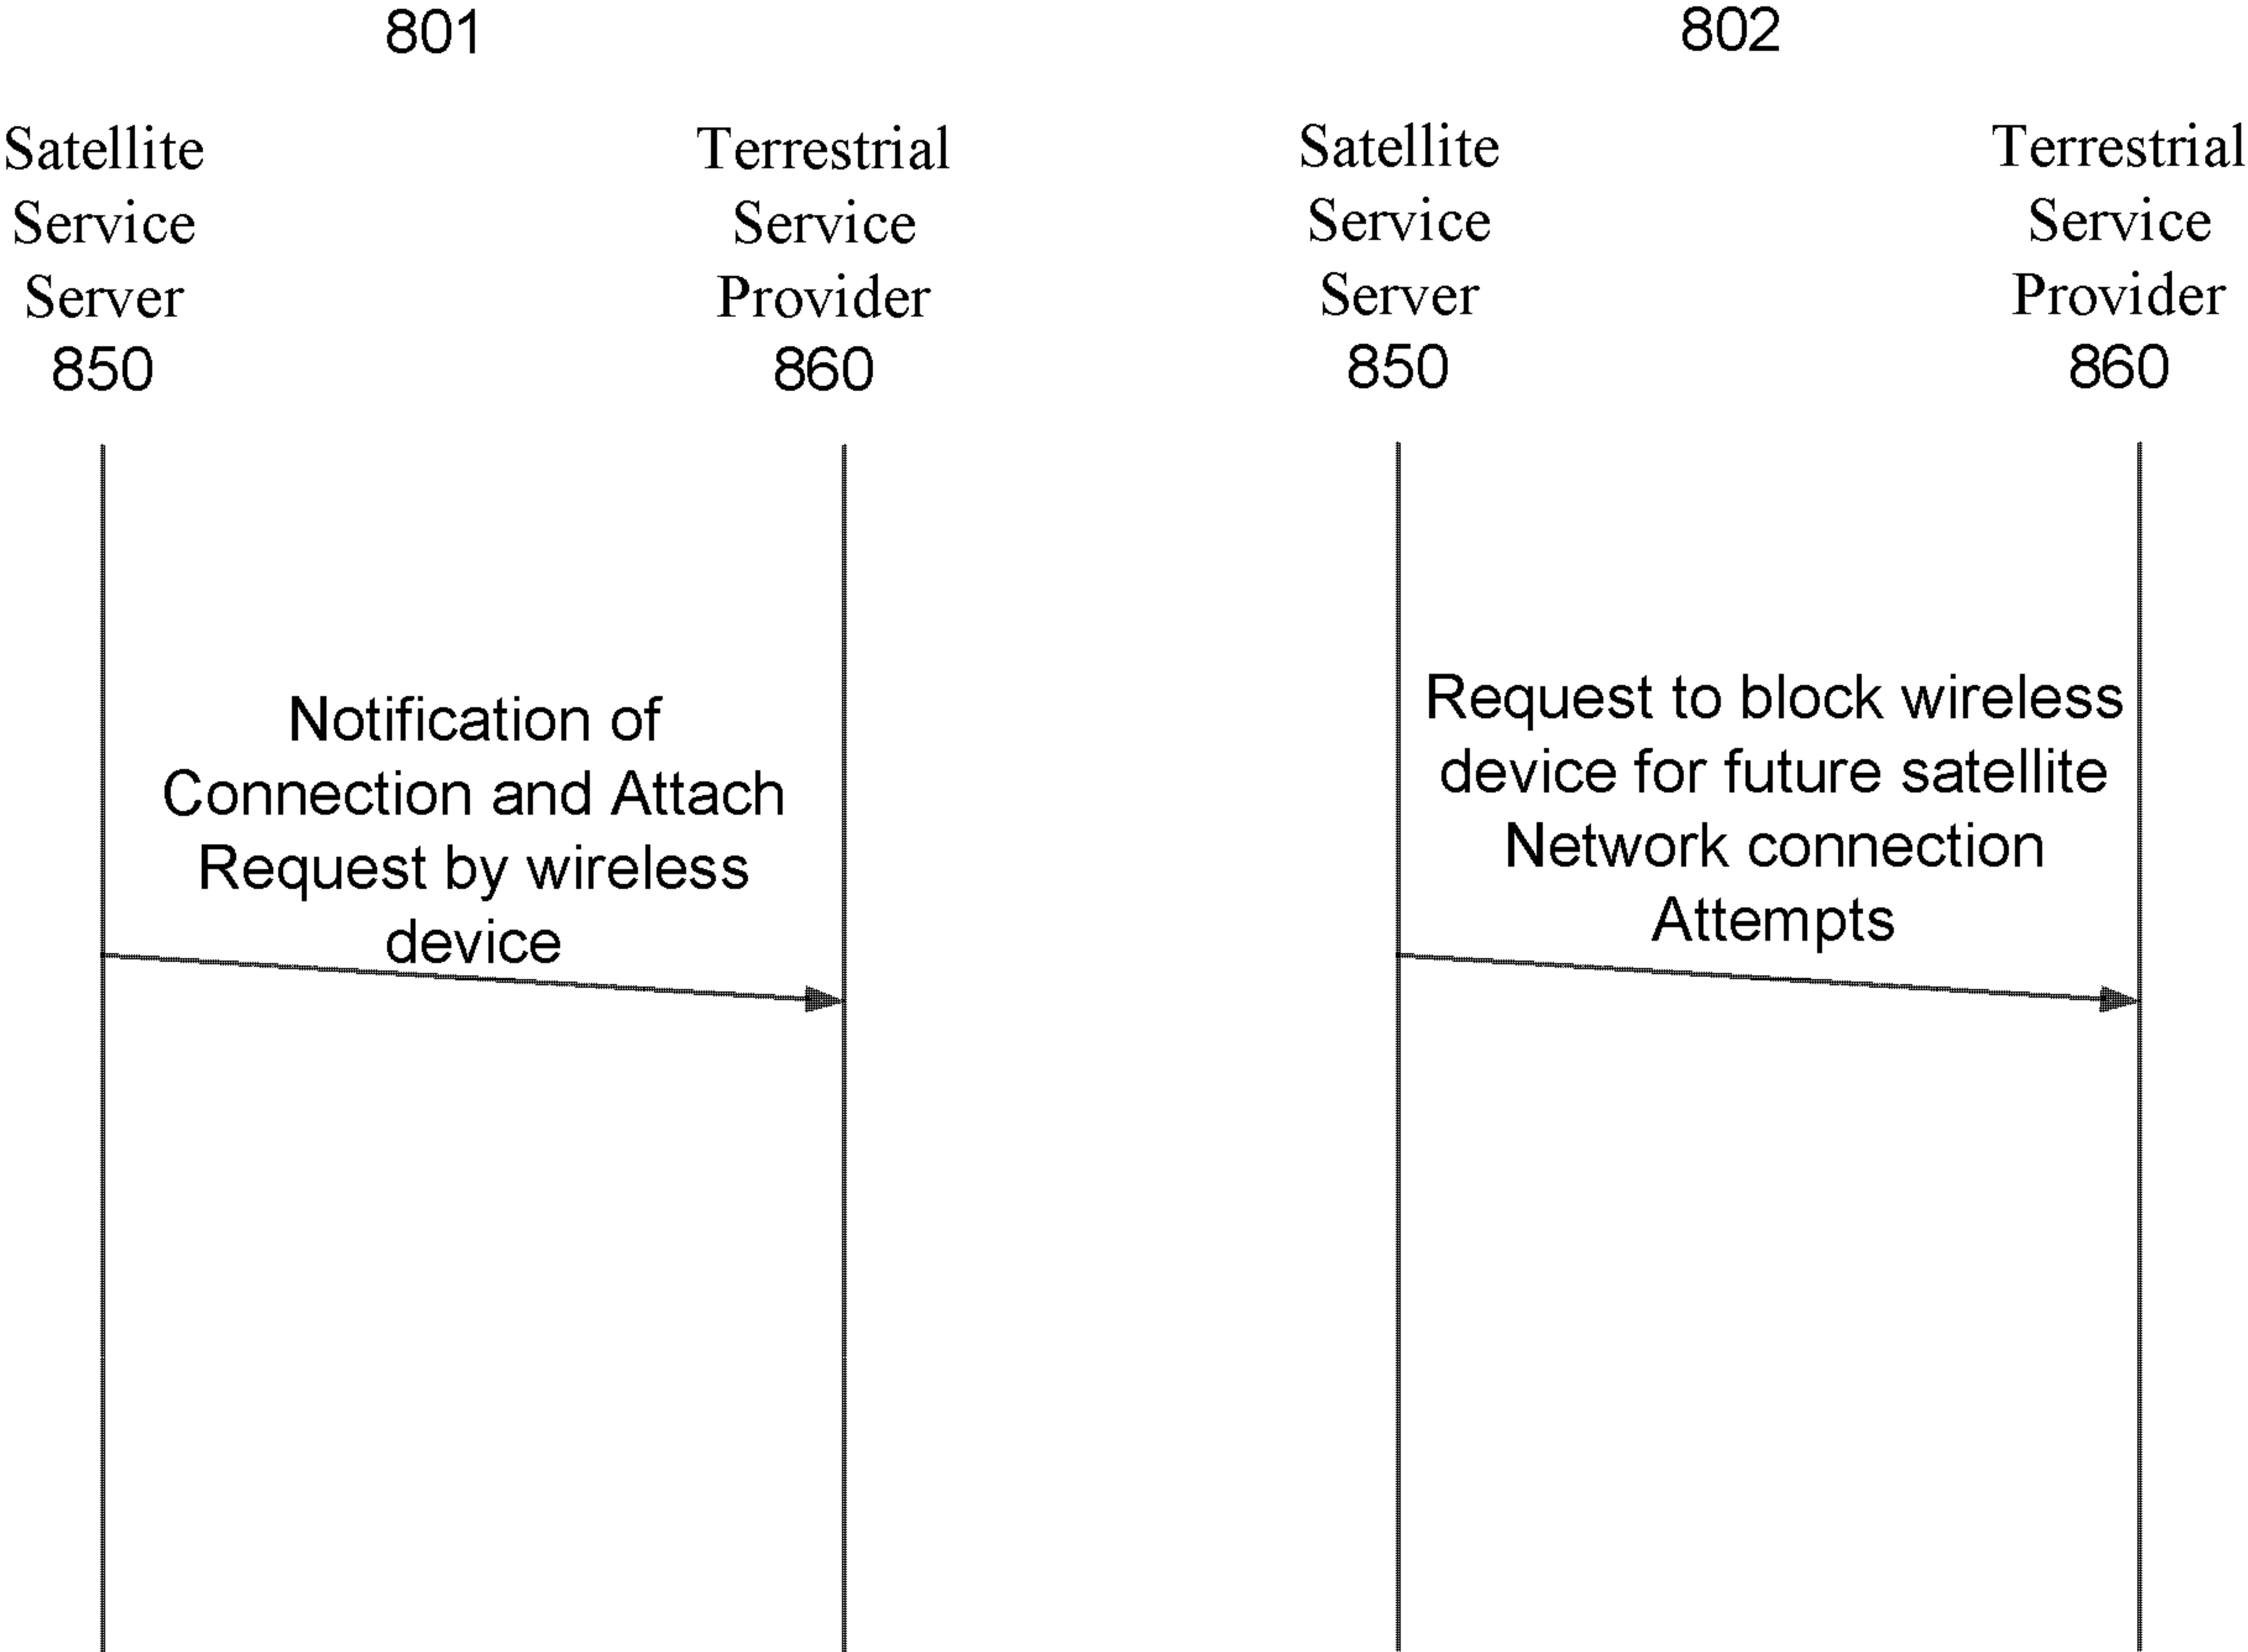 801
Satellite
Service
Server
850
Terrestrial
Service
Provider
860
Notification of
Connection and Attach
Request by wireless
device
802
Satellite
Service
Server
850
Terrestrial
Service
Provider
860
Request to block wireless
device for future satellite
Network connection
Attempts